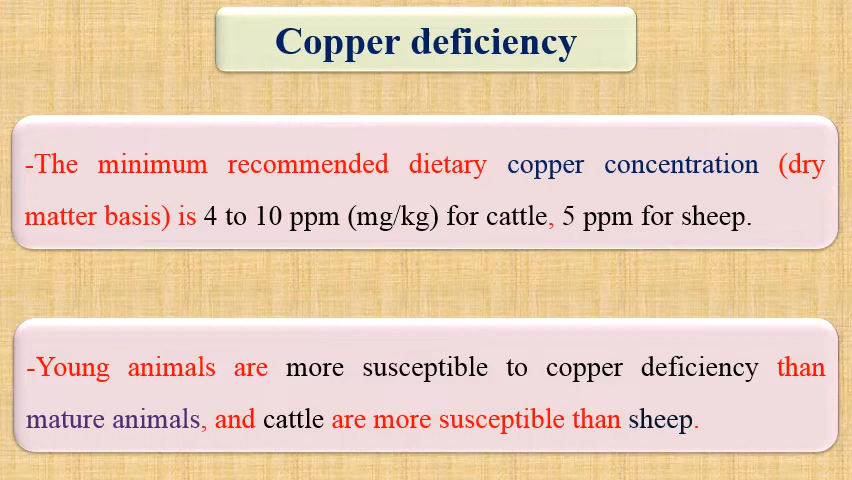 Copper deficiency
-The minimum recommended dietary copper concentration (dry
matter basis) is 4 to 10 ppm (mg/kg) for cattle, 5 ppm for sheep.
-Young animals are more susceptible to copper deficiency than
mature animals, and cattle are more susceptible than sheep.